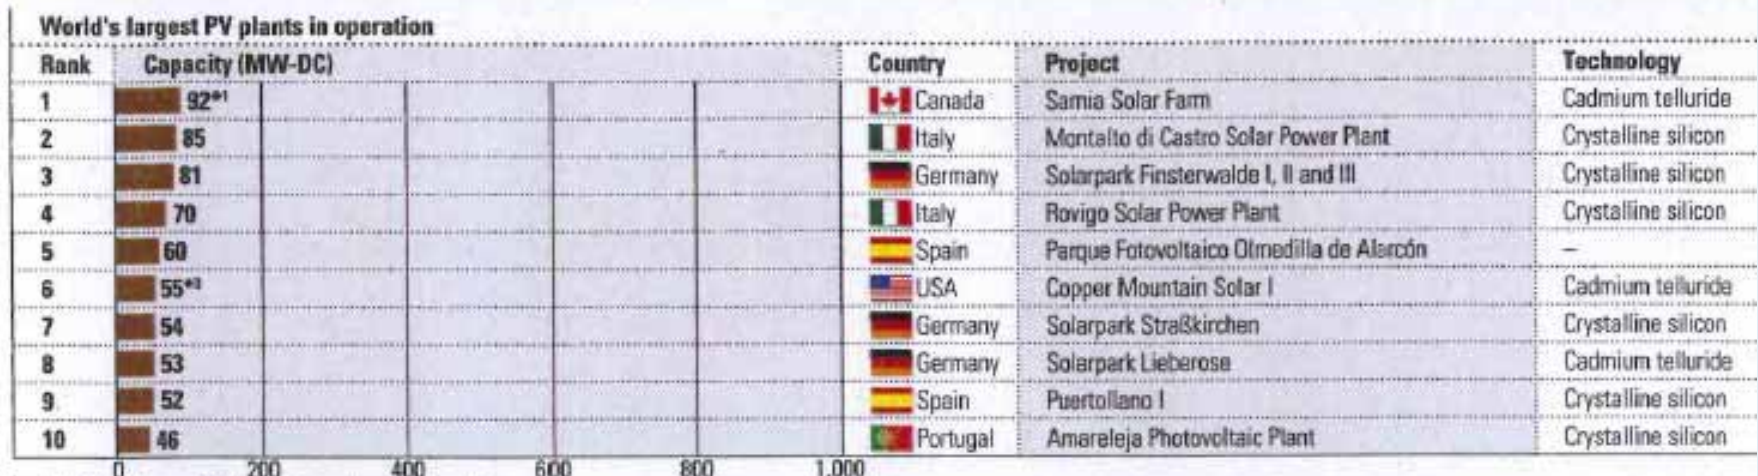 World's largest PV plants in operation
Rank Capacity (MW-DC) Country Project Technology
1 92*1 Canada Sarnia Solar Farm Cadmium telluride
2 85 Italy Montalto di Castro Solar Power Plant Crystalline silicon
3 81 Germany Solarpark Finsterwalde I, II and III Crystalline silicon
4 70 Italy Rovigo Solar Power Plant Crystalline silicon
5 60 Spain Parque Fotovoltaico Olmedilla de Alarcón –
6 55*3 USA Copper Mountain Solar I Cadmium telluride
7 54 Germany Solarpark Straßkirchen Crystalline silicon
8 53 Germany Solarpark Lieberose Cadmium telluride
9 52 Spain Puertollano I Crystalline silicon
10 46 Portugal Amareleja Photovoltaic Plant Crystalline silicon
0 200 400 600 800 1.000